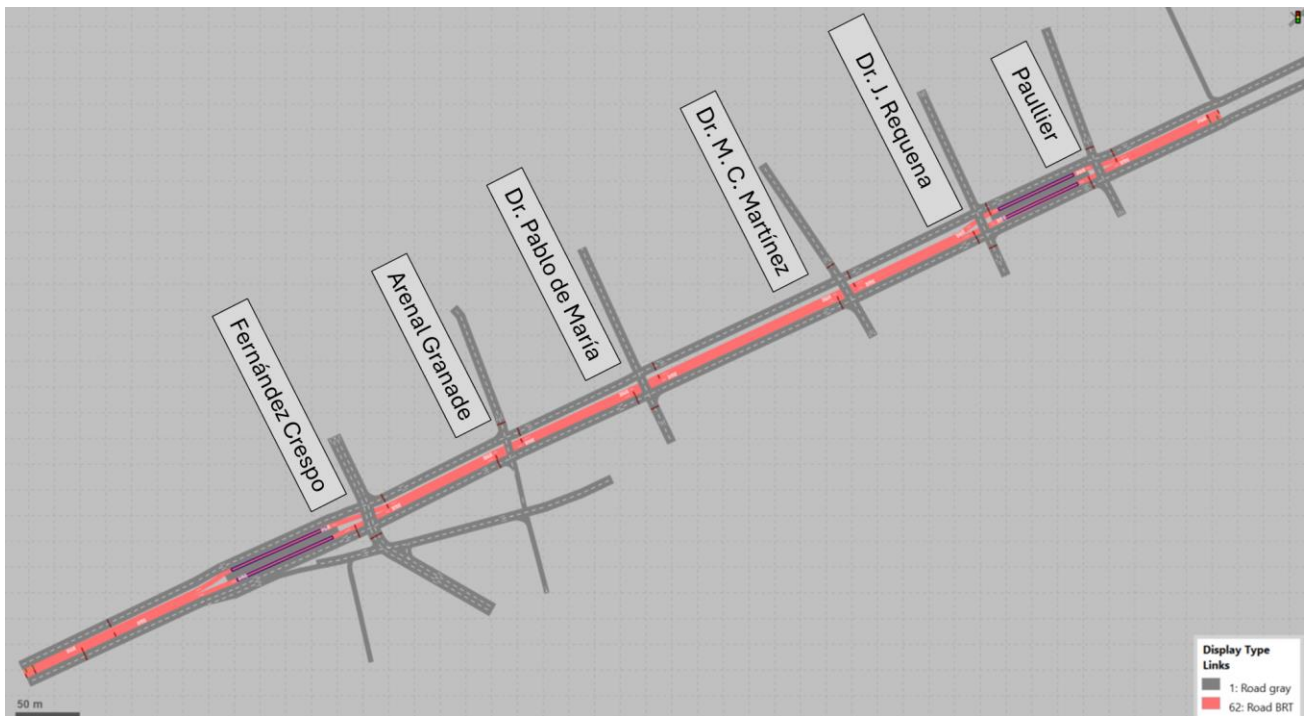 Fernández Crespo
Arenal Granade
Dr. Pablo de María
Dr. M. C. Martínez
Dr. J. Requena
Paullier
50 m
Display Type
Links
1: Road gray
62: Road BRT